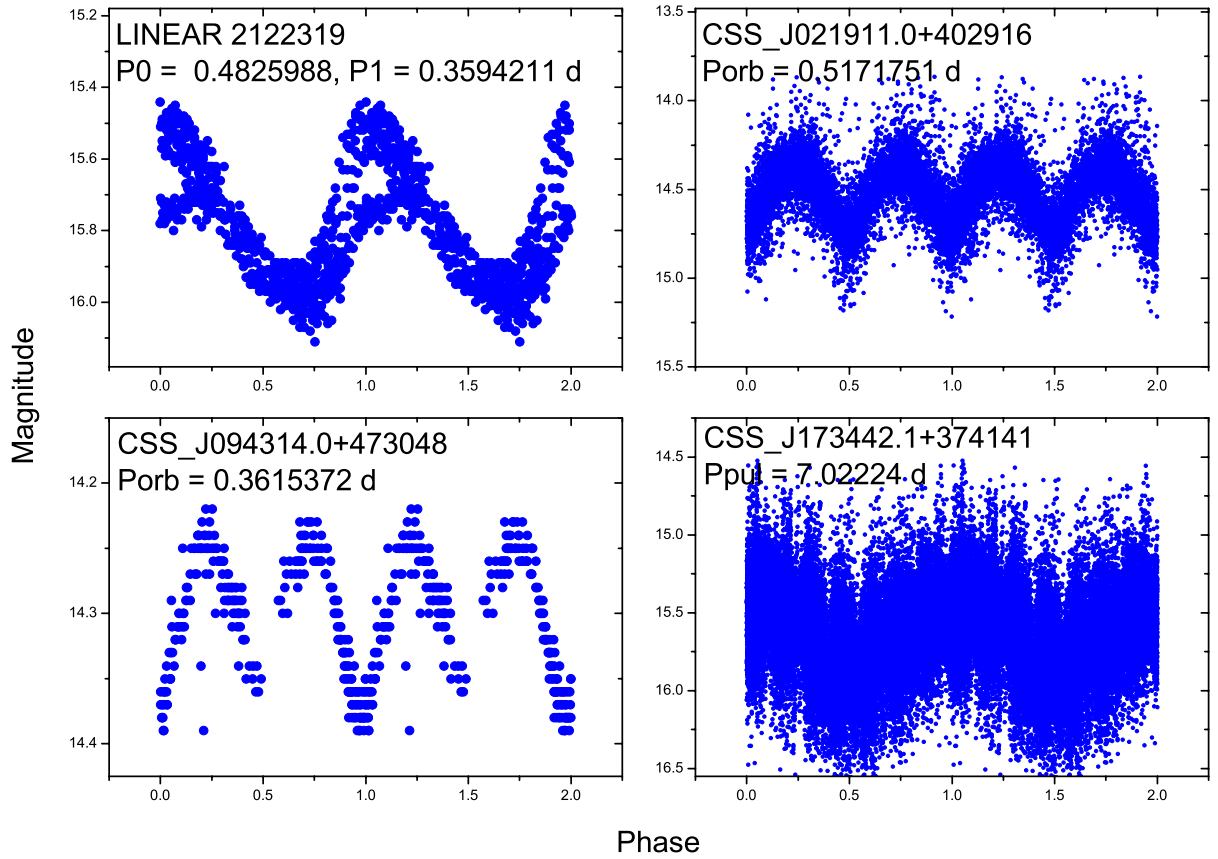 LINEAR 2122319
P0 = 0.4825988, P1 = 0.3594211 d
15.2
15.4
15.6
15.8
16.0
0.0 0.5 1.0 1.5 2.0
CSS_J021911.0+402916
Porb = 0.5171751 d
13.5
14.0
14.5
15.0
15.5
0.0 0.5 1.0 1.5 2.0
Magnitude
CSS_J094314.0+473048
Porb = 0.3615372 d
14.2
14.3
14.4
0.0 0.5 1.0 1.5 2.0
CSS_J173442.1+374141
Ppul = 7.02224 d
14.5
15.0
15.5
16.0
16.5
0.0 0.5 1.0 1.5 2.0
Phase